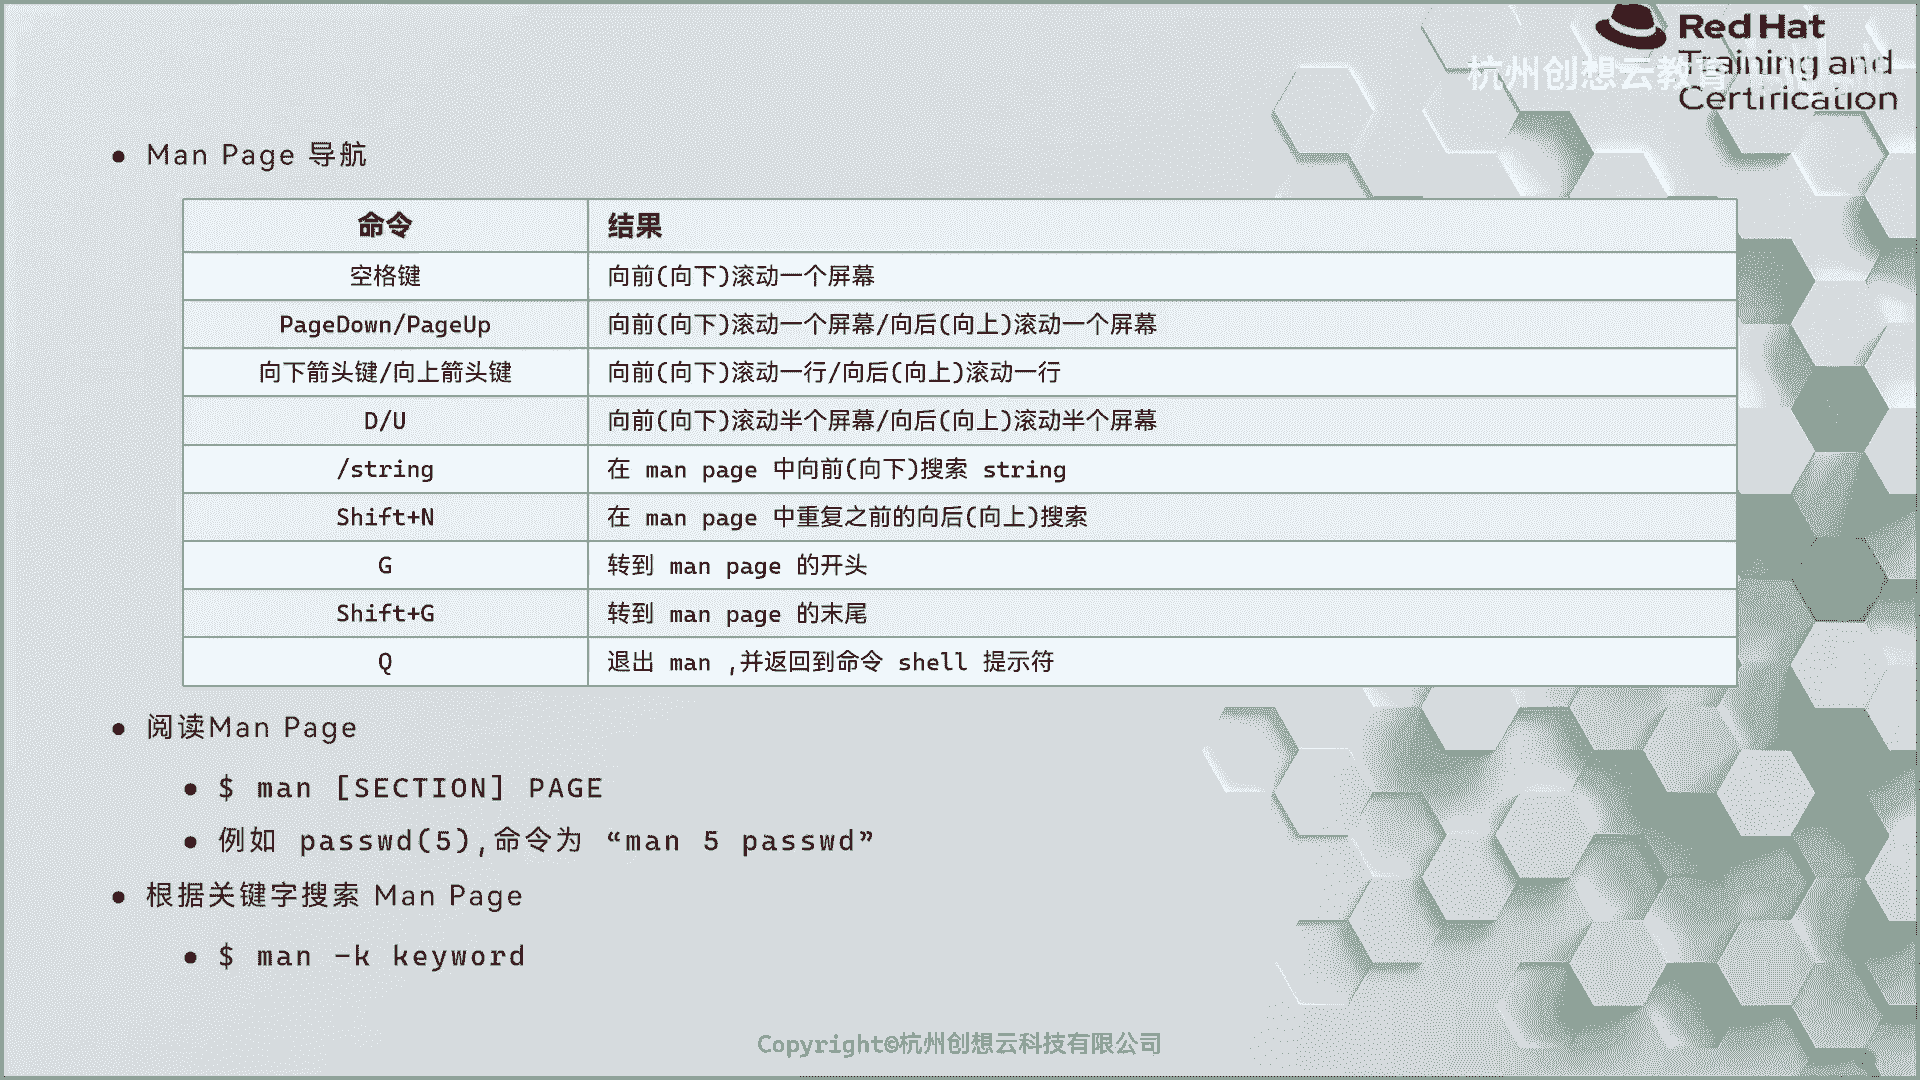 Red Hat
Training and
Certification
杭州创想云教育
Man Page 导航
命令 结果
空格键 向前(向下)滚动一个屏幕
PageDown/PageUp 向前(向下)滚动一个屏幕/向后(向上)滚动一个屏幕
向下箭头键/向上箭头键 向前(向下)滚动一行/向后(向上)滚动一行
D/U 向前(向下)滚动半个屏幕/向后(向上)滚动半个屏幕
/string 在 man page 中向前(向下)搜索 string
Shift+N 在 man page 中重复之前的向后(向上)搜索
G 转到 man page 的开头
Shift+G 转到 man page 的末尾
Q 退出 man ,并返回到命令 shell 提示符
阅读Man Page
$ man [SECTION] PAGE
例如 passwd(5),命令为 “man 5 passwd”
根据关键字搜索 Man Page
$ man -k keyword
Copyright©杭州创想云科技有限公司